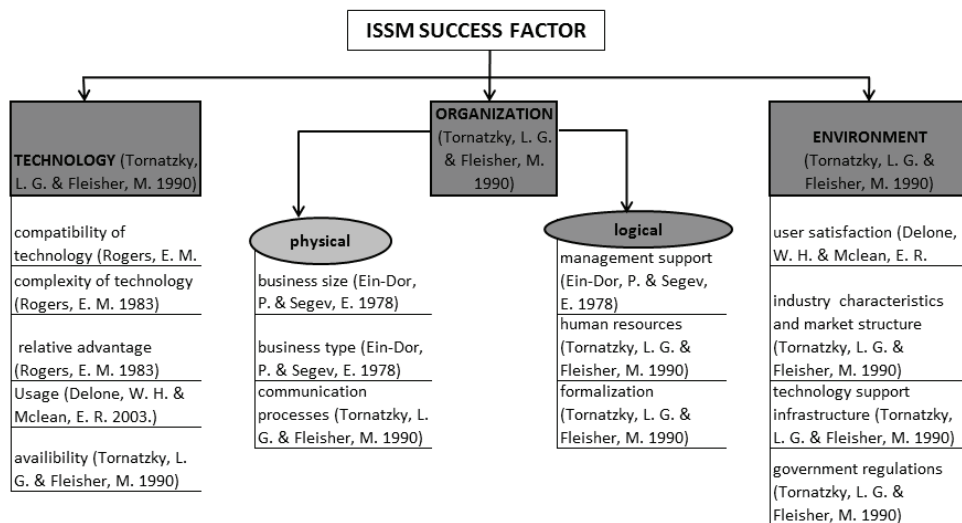 ISSM SUCCESS FACTOR
TECHNOLOGY (Tornatzky,
L. G. & Fleisher, M. 1990)
compatibility of
technology (Rogers, E. M.
complexity of technology
(Rogers, E. M. 1983)
relative advantage
(Rogers, E. M. 1983)
Usage (Delone, W. H. &
Mclean, E. R. 2003.)
availibility (Tornatzky, L.
G. & Fleisher, M. 1990)
ORGANIZATION
(Tornatzky, L. G.
& Fleisher, M.
1990)
physical
business size (Ein-Dor,
P. & Segev, E. 1978)
business type (Ein-Dor,
P. & Segev, E. 1978)
communication
processes (Tornatzky, L.
G. & Fleisher, M. 1990)
logical
management support
(Ein-Dor, P. & Segev,
E. 1978)
human resources
(Tornatzky, L. G. &
Fleisher, M. 1990)
formalization
(Tornatzky, L. G. &
Fleisher, M. 1990)
ENVIRONMENT
(Tornatzky, L. G. &
Fleisher, M. 1990)
user satisfaction (Delone,
W. H. & Mclean, E. R.
industry characteristics
and market structure
(Tornatzky, L. G. &
Fleisher, M. 1990)
technology support
infrastructure (Tornatzky,
L. G. & Fleisher, M. 1990)
government regulations
(Tornatzky, L. G. &
Fleisher, M. 1990)